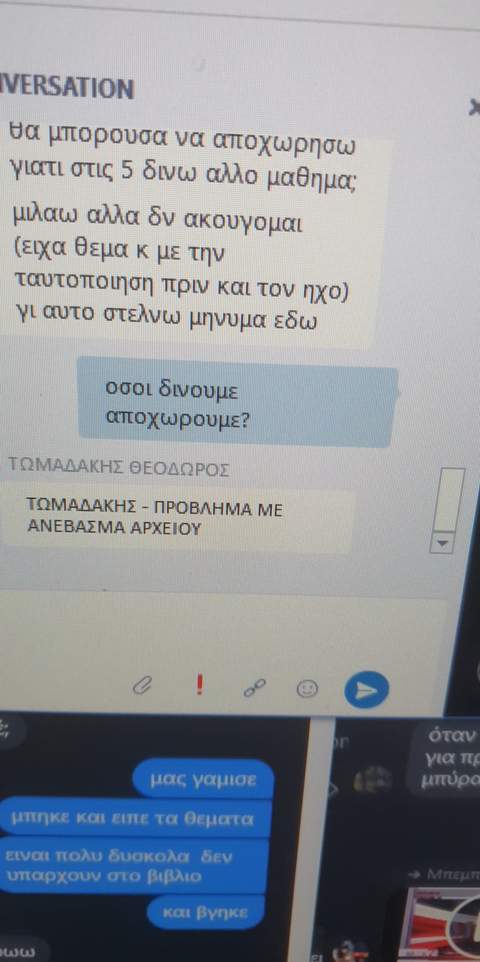 VERSATION
θα μπορουσα να αποχωρησω
γιατι στις 5 δινω αλλο μαθημα;
μιλαω αλλα δν ακουγομαι
(ειχα θεμα κ με την
ταυτοποιηση πριν και τον ηχο)
γι αυτο στελνω μηνυμα εδω
οσοι δινουμε
αποχωρουμε?
ΤΩΜΑΔΑΚΗΣ ΘΕΟΔΩΡΟΣ
ΤΩΜΑΔΑΚΗΣ - ΠΡΟΒΛΗΜΑ ΜΕ
ΑΝΕΒΑΣΜΑ ΑΡΧΕΙΟΥ
μας γαμισε
μπηκε και ειπε τα θεματα
ειναι πολυ δυσκολα δεν
υπαρχουν στο βιβλιο
και βγηκε
όταν
για